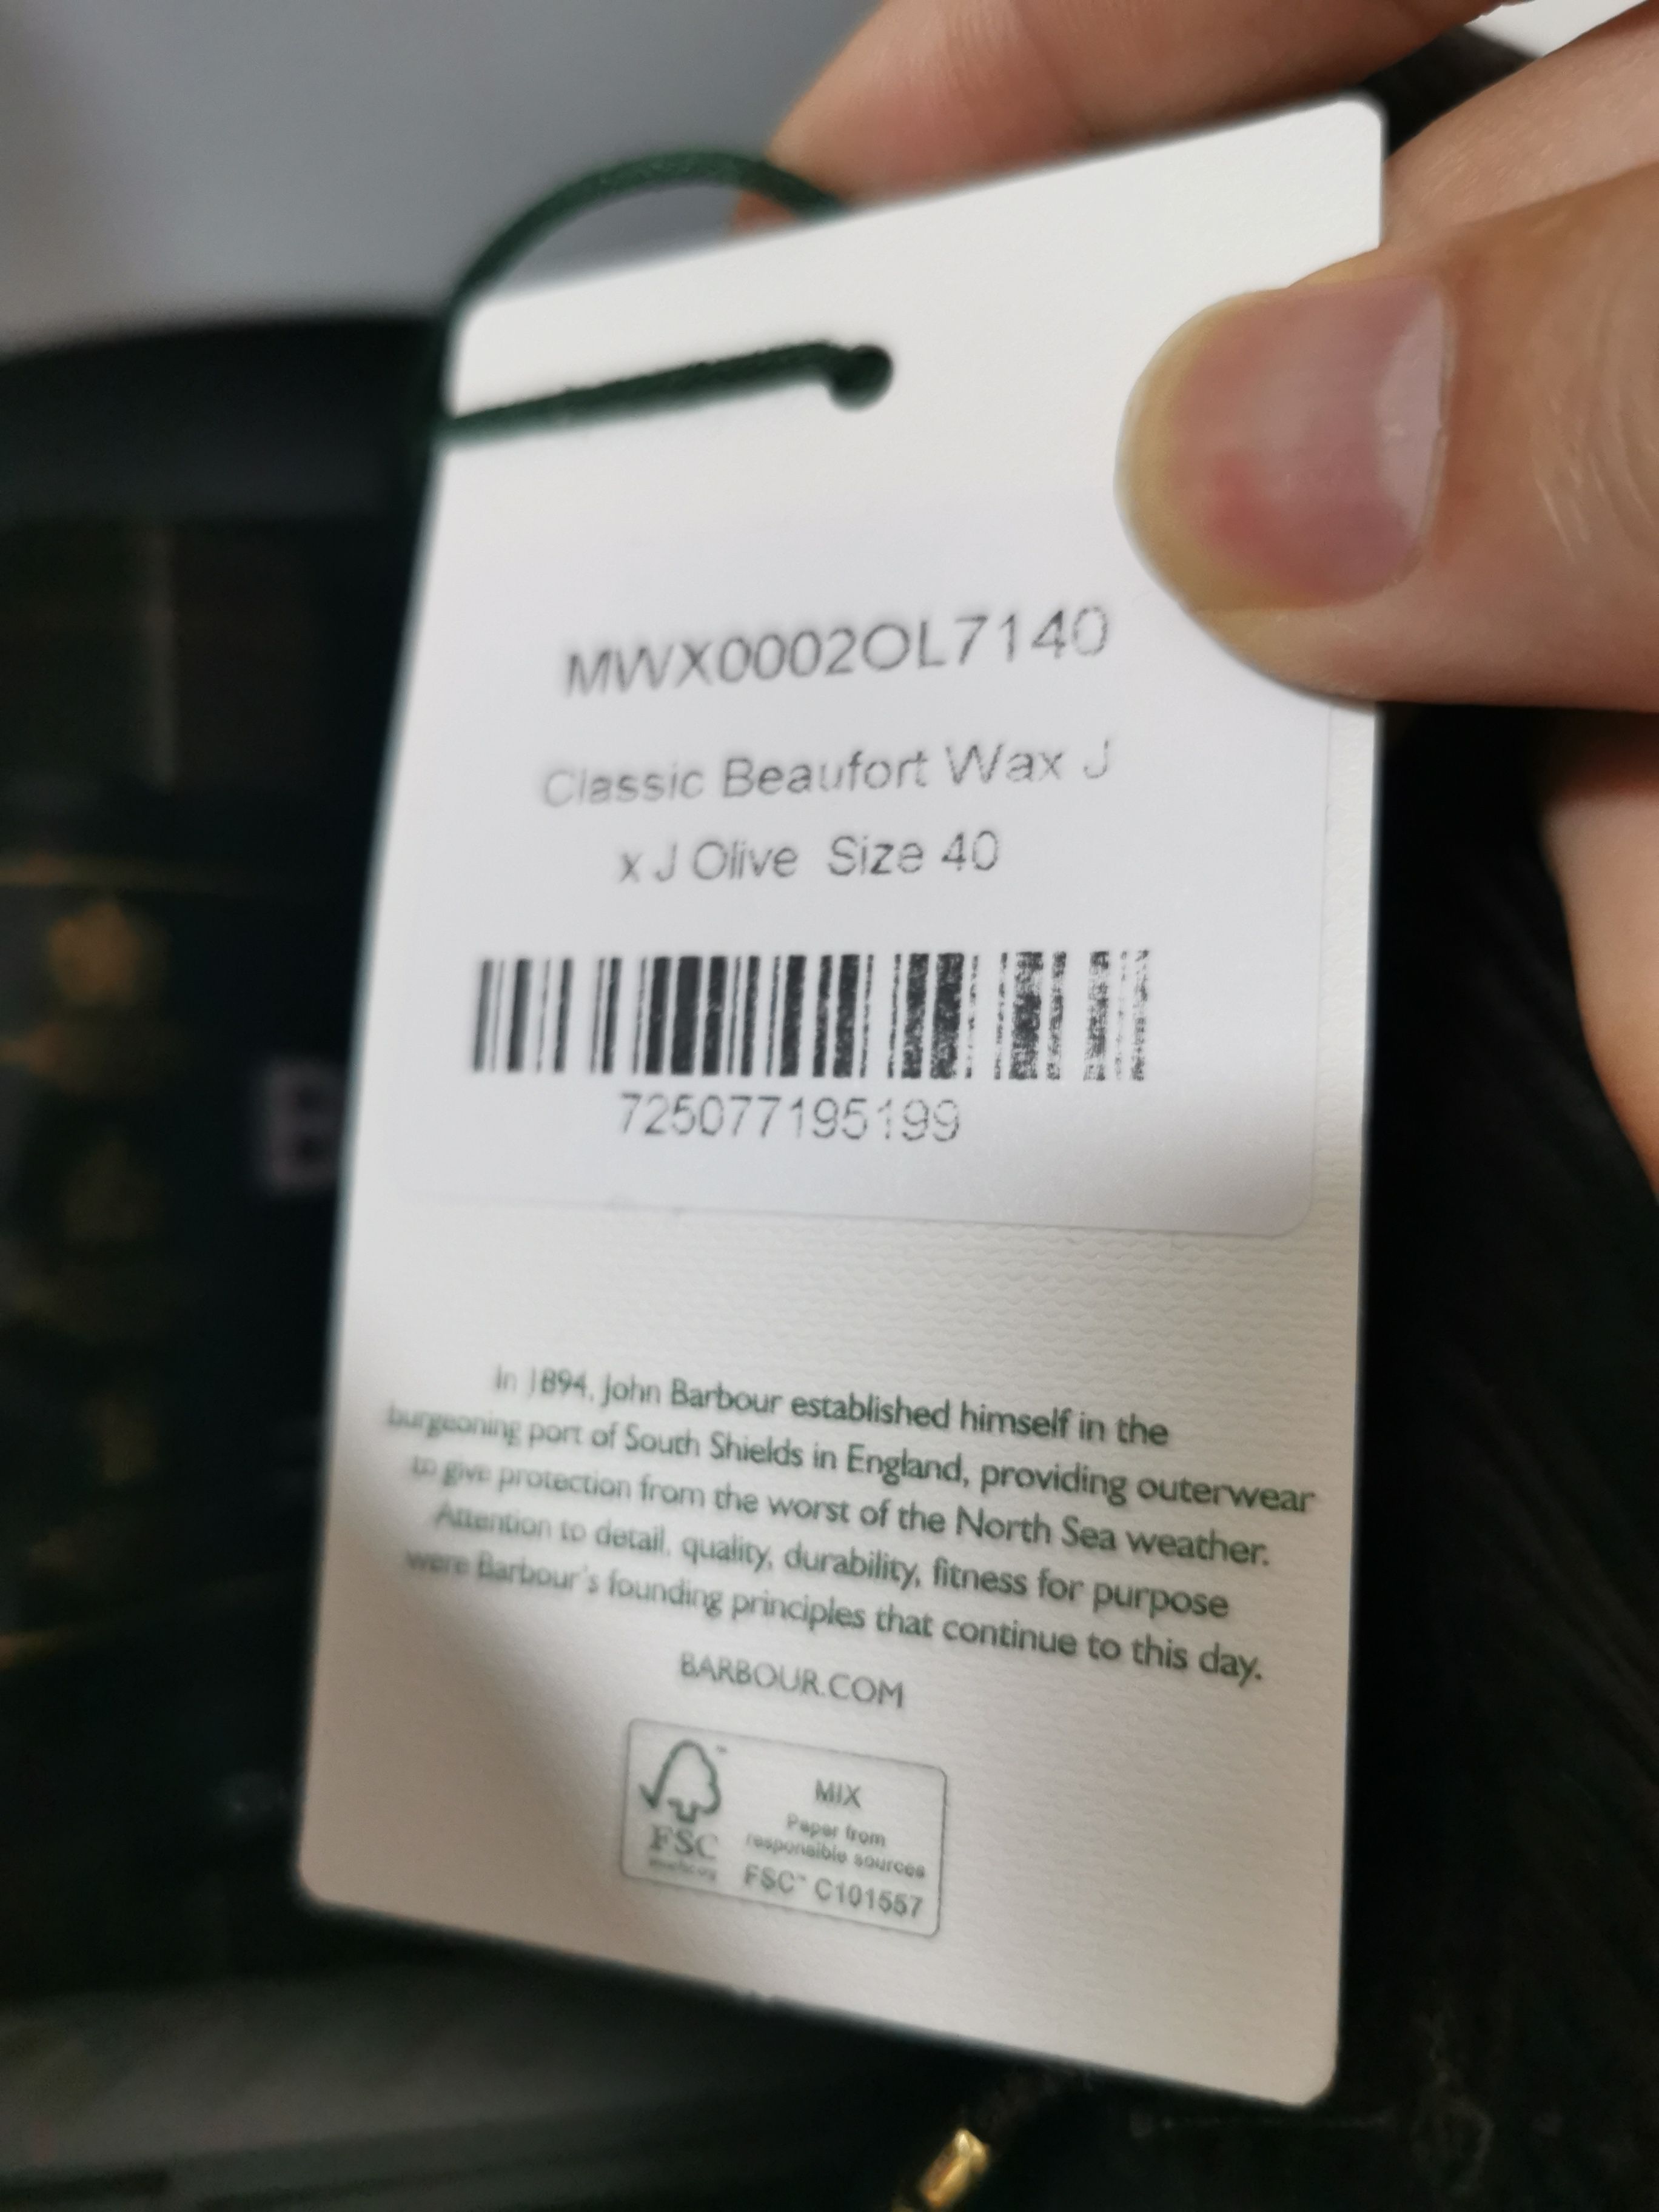 MWX0002OL7140
Classic Beaufort Wax J
x J Olive Size 40
725077195199
B
In 1894, John Barbour established himself in the
burgeoning port of South Shields in England, providing outerwear
to give protection from the worst of the North Sea weather.
Attention to detail, quality, durability, fitness for purpose
were Barbour's founding principles that continue to this day.
BARBOUR.COM
FSC™
MIX
Paper from
responsible sources
FSC™ C101557